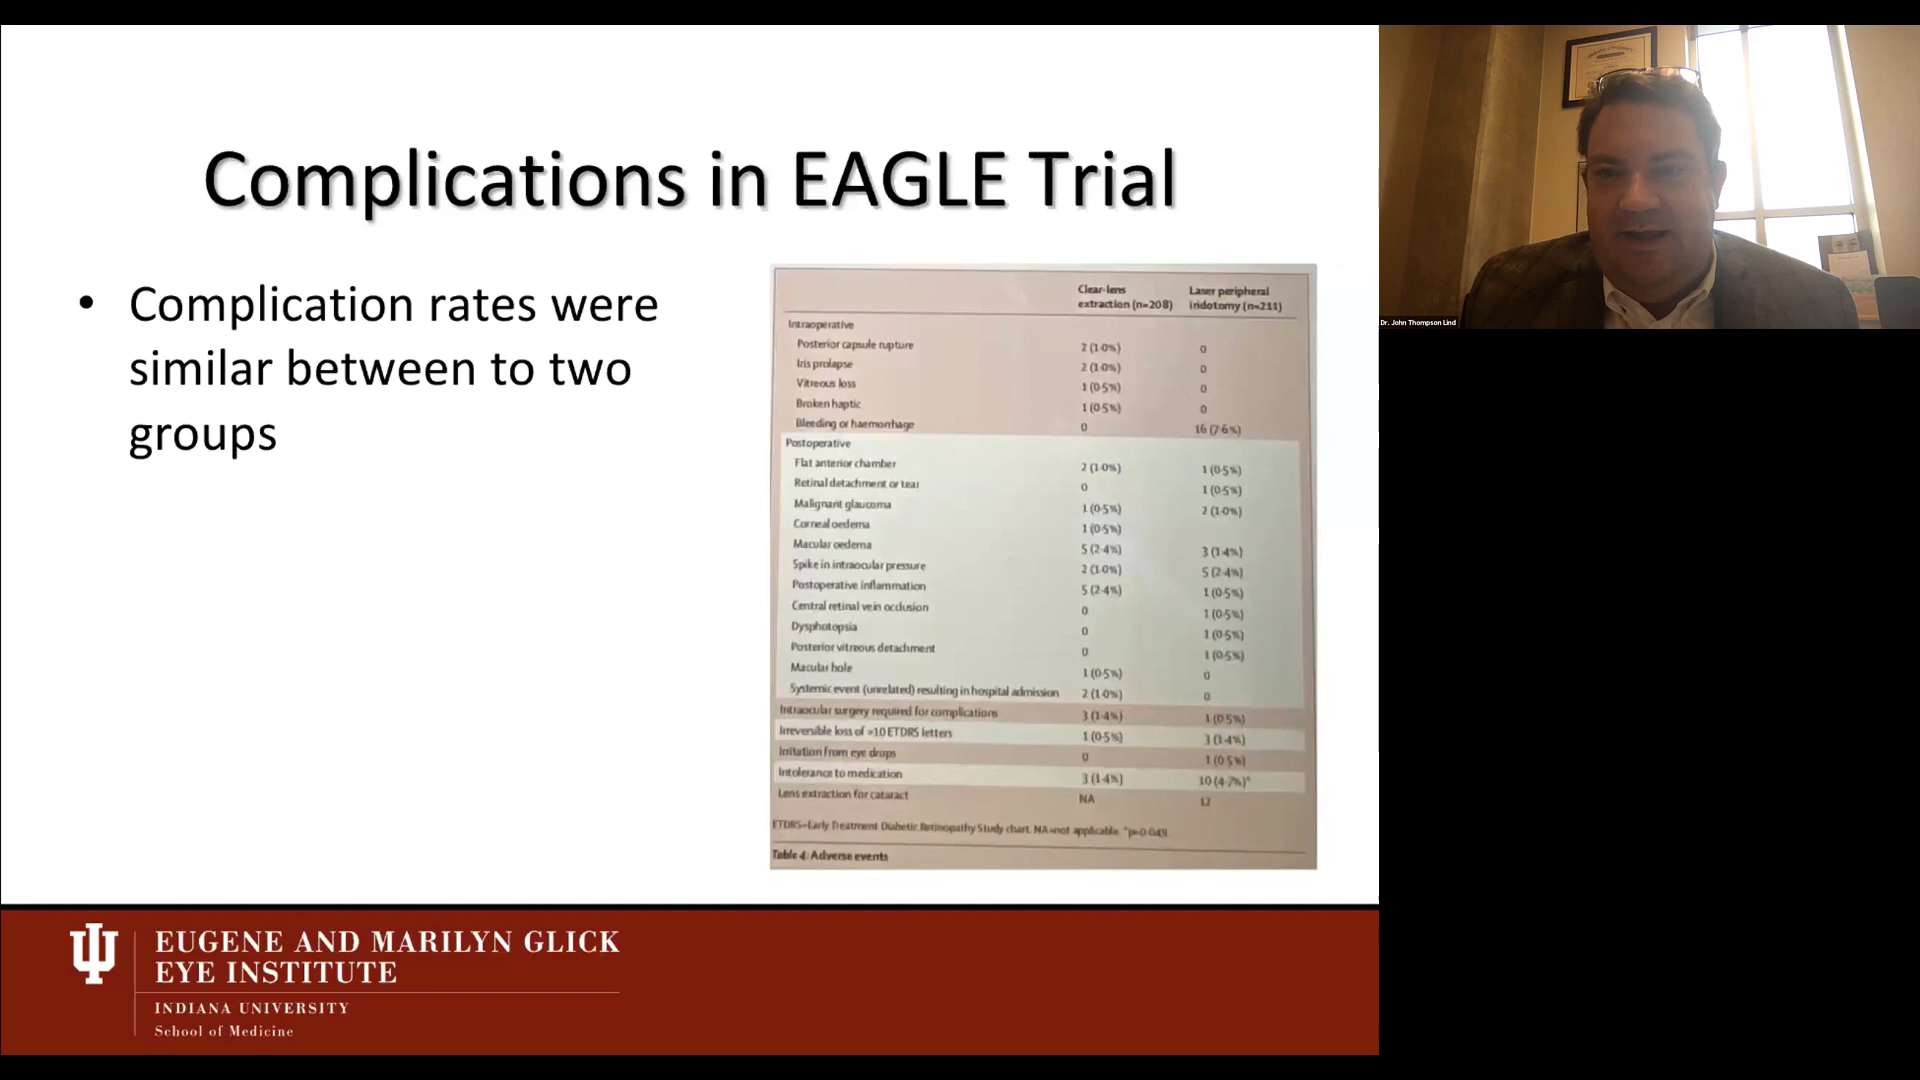 Complications in EAGLE Trial
• Complication rates were
similar between to two
groups
Clear-lens extraction (n=208) Laser peripheral iridotomy (n=211)
Intraoperative
Posterior capsule rupture 2 (1·0%) 0
Iris prolapse 2 (1·0%) 0
Vitreous loss 1 (0·5%) 0
Broken haptic 1 (0·5%) 0
Bleeding or haemorrhage 0 16 (7·6%)
Postoperative
Flat anterior chamber 2 (1·0%) 1 (0·5%)
Retinal detachment or tear 0 1 (0·5%)
Malignant glaucoma 1 (0·5%) 2 (1·0%)
Corneal oedema 1 (0·5%)
Macular oedema 5 (2·4%) 3 (1·4%)
Spike in intraocular pressure 2 (1·0%) 5 (2·4%)
Postoperative inflammation 5 (2·4%) 1 (0·5%)
Central retinal vein occlusion 0 1 (0·5%)
Dysphotopsia 0 1 (0·5%)
Posterior vitreous detachment 0 1 (0·5%)
Macular hole 1 (0·5%) 0
Systemic event (unrelated) resulting in hospital admission 2 (1·0%) 0
Intraocular surgery required for complications 3 (1·4%) 1 (0·5%)
Irreversible loss of >10 ETDRS letters 1 (0·5%) 3 (1·4%)
Irritation from eye drops 0 1 (0·5%)
Intolerance to medication 3 (1·4%) 10 (4·7%)*
Lens extraction for cataract NA 12
ETDRS=Early Treatment Diabetic Retinopathy Study chart. NA=not applicable. *p=0·049.
Table 4: Adverse events
EUGENE AND MARILYN GLICK
EYE INSTITUTE
INDIANA UNIVERSITY
School of Medicine
Dr. John Thompson Lind